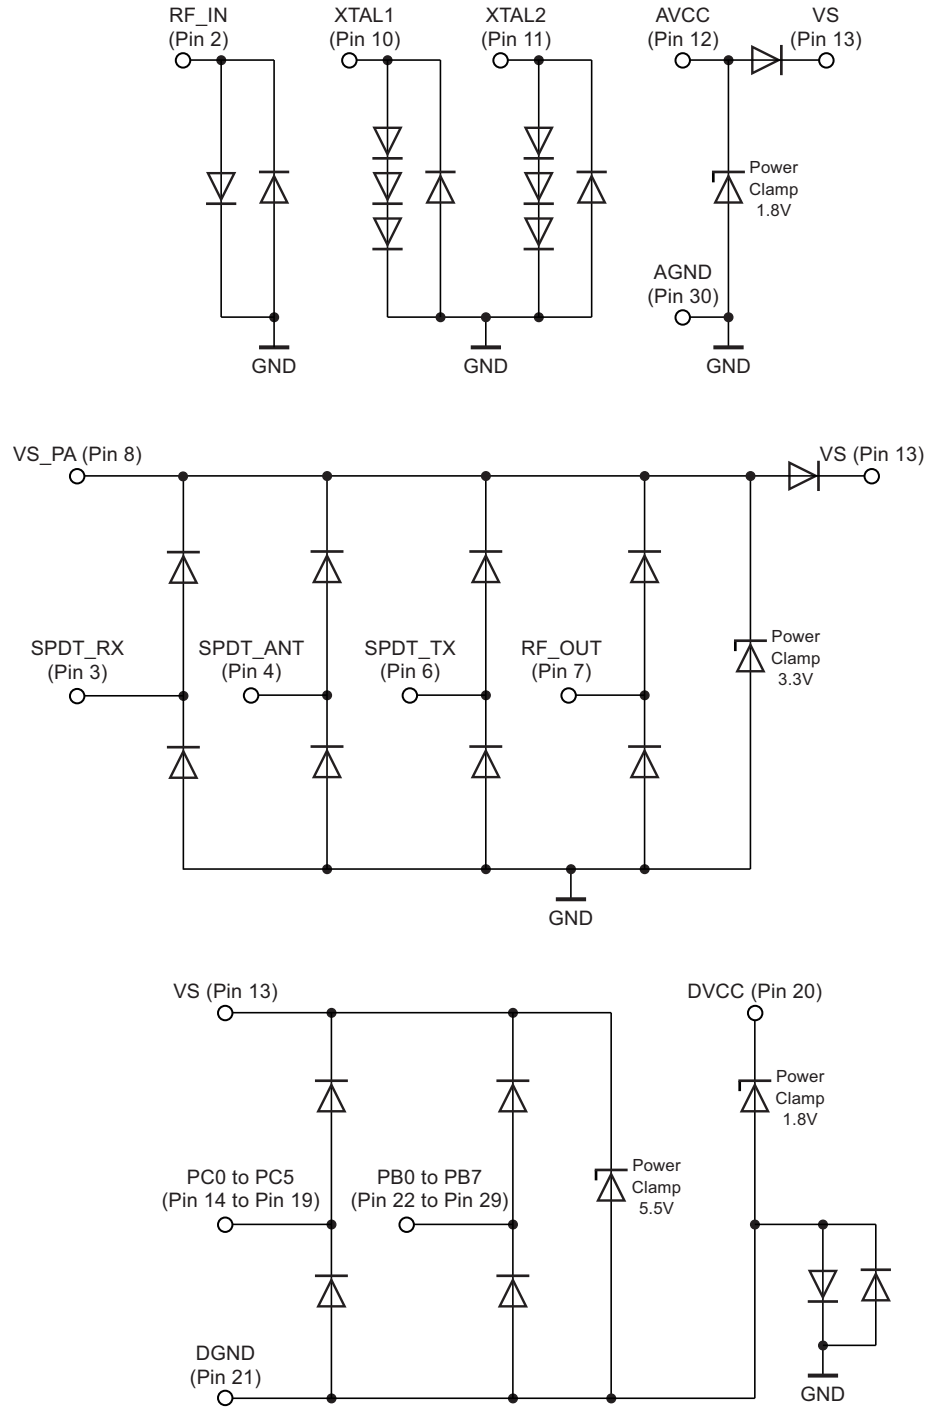 RF_IN
(Pin 2)
XTAL1
(Pin 10)
XTAL2
(Pin 11)
AVCC
(Pin 12)
VS
(Pin 13)
Power
Clamp
1.8V
AGND
(Pin 30)
GND
GND
GND
VS_PA (Pin 8)
VS (Pin 13)
SPDT_RX
(Pin 3)
SPDT_ANT
(Pin 4)
SPDT_TX
(Pin 6)
RF_OUT
(Pin 7)
Power
Clamp
3.3V
GND
VS (Pin 13)
DVCC (Pin 20)
Power
Clamp
1.8V
PC0 to PC5
(Pin 14 to Pin 19)
PB0 to PB7
(Pin 22 to Pin 29)
Power
Clamp
5.5V
DGND
(Pin 21)
GND